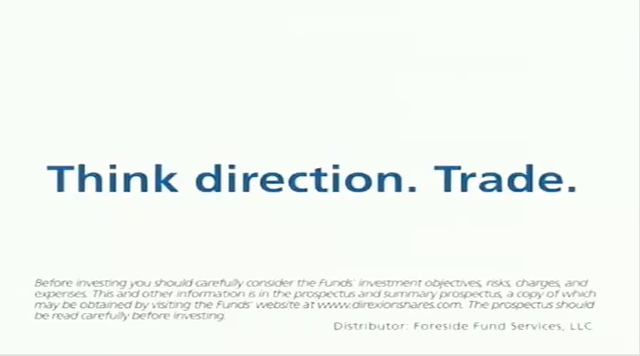 Think direction. Trade.
Before investing you should carefully consider the Funds' investment objectives, risks, charges, and
expenses. This and other information is in the prospectus and summary prospectus, a copy of which
may be obtained by visiting the Funds' website at www.direxionshares.com. The prospectus should
be read carefully before investing.
Distributor: Foreside Fund Services, LLC